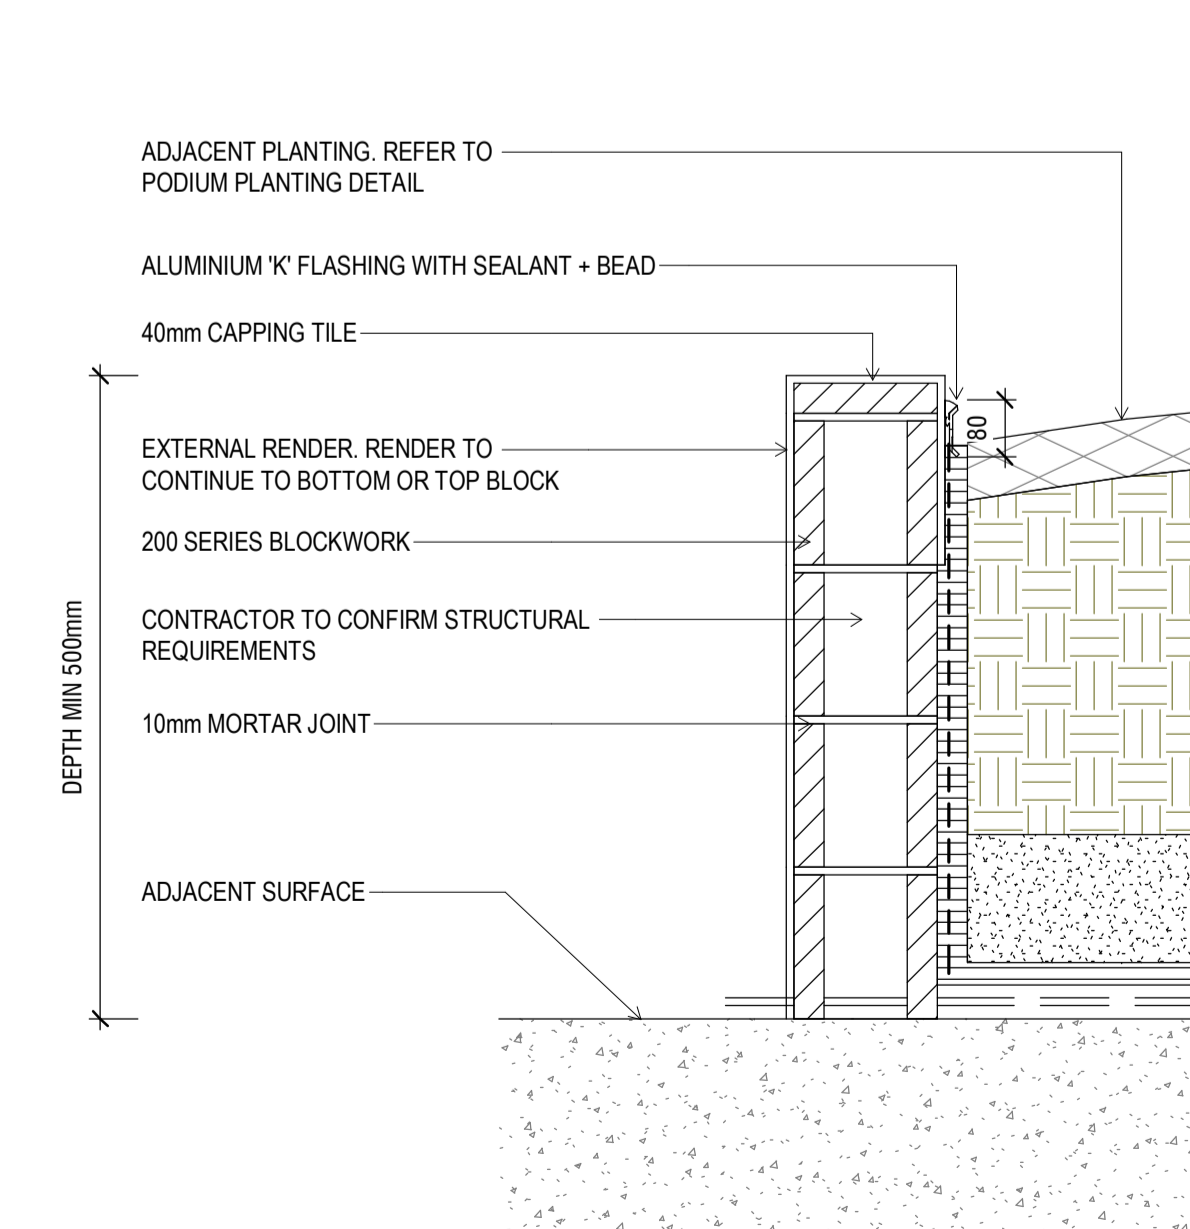 ADJACENT PLANTING. REFER TO
PODIUM PLANTING DETAIL
ALUMINIUM 'K' FLASHING WITH SEALANT + BEAD
40mm CAPPING TILE
80
EXTERNAL RENDER. RENDER TO
CONTINUE TO BOTTOM OR TOP BLOCK
200 SERIES BLOCKWORK
CONTRACTOR TO CONFIRM STRUCTURAL
REQUIREMENTS
DEPTH MIN 500mm
10mm MORTAR JOINT
ADJACENT SURFACE